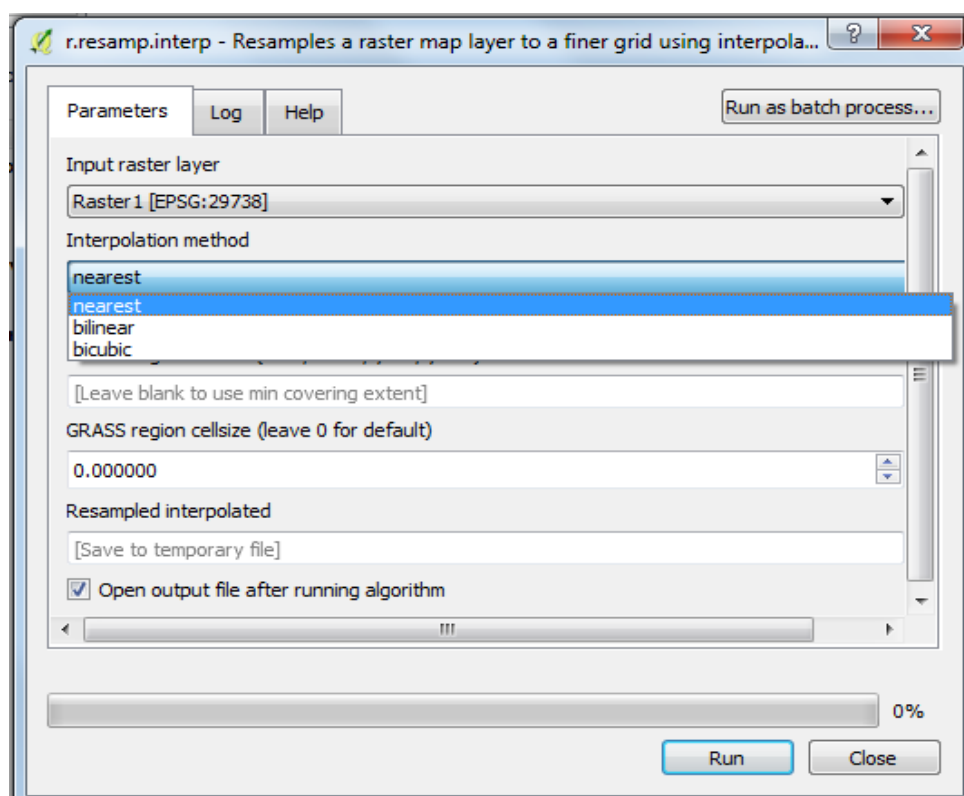 r.resamp.interp - Resamples a raster map layer to a finer grid using interpola...
Parameters Log Help Run as batch process...
Input raster layer
Raster1 [EPSG:29738]
Interpolation method
nearest
nearest
bilinear
bicubic
[Leave blank to use min covering extent]
GRASS region cellsize (leave 0 for default)
0.000000
Resampled interpolated
[Save to temporary file]
Open output file after running algorithm
0%
Run Close